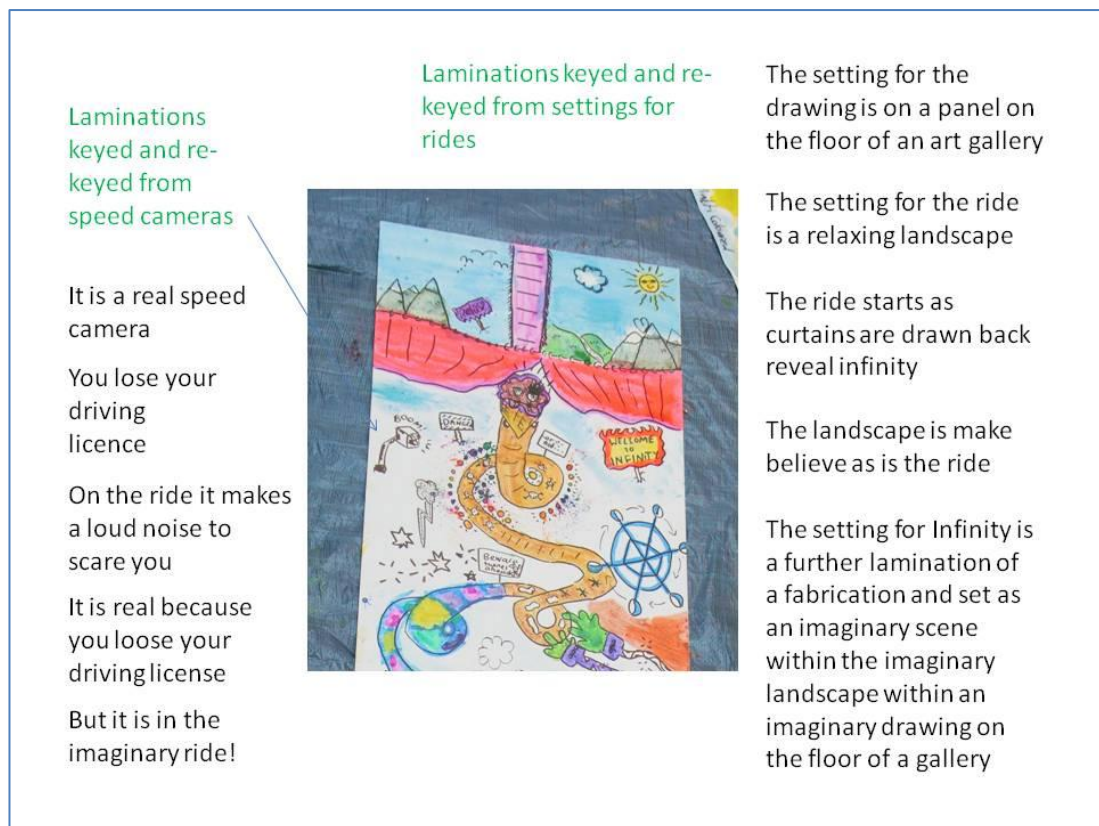 Laminations
keyed and re-
keyed from
speed cameras
It is a real speed
camera
You lose your
driving
licence
On the ride it makes
a loud noise to
scare you
It is real because
you loose your
driving license
But it is in the
imaginary ride!
Laminations keyed and re-
keyed from settings for
rides
BOOM!
DANGER
WELCOME
TO
INFINITY
Beware
The setting for the
drawing is on a panel on
the floor of an art gallery
The setting for the ride
is a relaxing landscape
The ride starts as
curtains are drawn back
reveal infinity
The landscape is make
believe as is the ride
The setting for Infinity is
a further lamination of
a fabrication and set as
an imaginary scene
within the imaginary
landscape within an
imaginary drawing on
the floor of a gallery